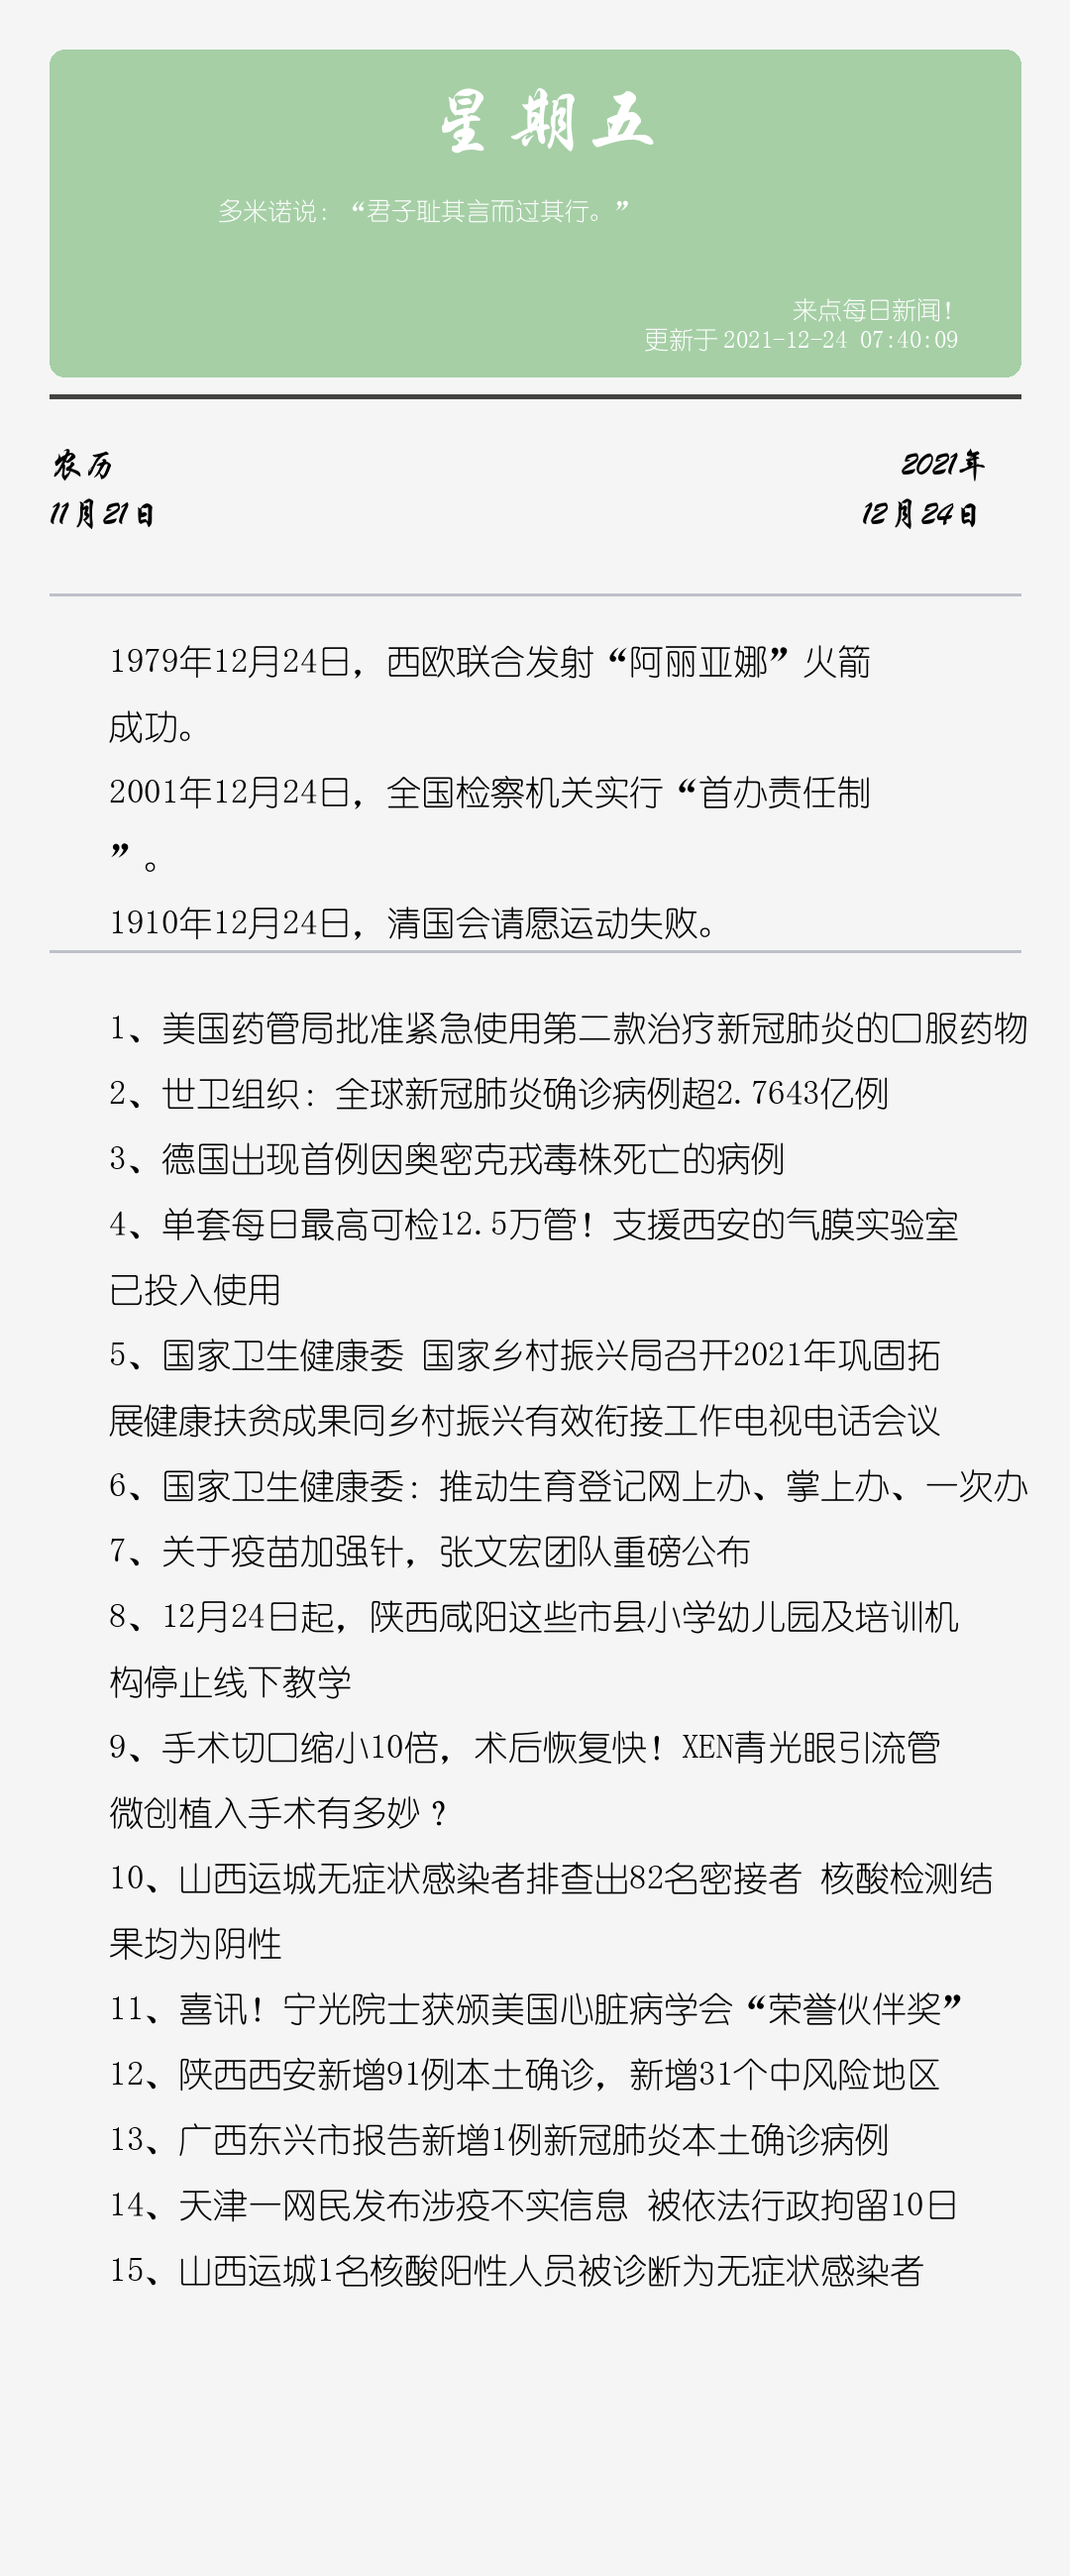 星期五
多米诺说：“君子耻其言而过其行。”
来点每日新闻！
更新于 2021-12-24 07:40:09
农历
2021年
11月21日
12月24日
1979年12月24日，西欧联合发射“阿丽亚娜”火箭
成功。
2001年12月24日，全国检察机关实行“首办责任制
”。
1910年12月24日，清国会请愿运动失败。
1、美国药管局批准紧急使用第二款治疗新冠肺炎的口服药物
2、世卫组织：全球新冠肺炎确诊病例超2.7643亿例
3、德国出现首例因奥密克戎毒株死亡的病例
4、单套每日最高可检12.5万管！支援西安的气膜实验室
已投入使用
5、国家卫生健康委 国家乡村振兴局召开2021年巩固拓
展健康扶贫成果同乡村振兴有效衔接工作电视电话会议
6、国家卫生健康委：推动生育登记网上办、掌上办、一次办
7、关于疫苗加强针，张文宏团队重磅公布
8、12月24日起，陕西咸阳这些市县小学幼儿园及培训机
构停止线下教学
9、手术切口缩小10倍，术后恢复快！XEN青光眼引流管
微创植入手术有多妙？
10、山西运城无症状感染者排查出82名密接者 核酸检测结
果均为阴性
11、喜讯！宁光院士获颁美国心脏病学会“荣誉伙伴奖”
12、陕西西安新增91例本土确诊，新增31个中风险地区
13、广西东兴市报告新增1例新冠肺炎本土确诊病例
14、天津一网民发布涉疫不实信息 被依法行政拘留10日
15、山西运城1名核酸阳性人员被诊断为无症状感染者